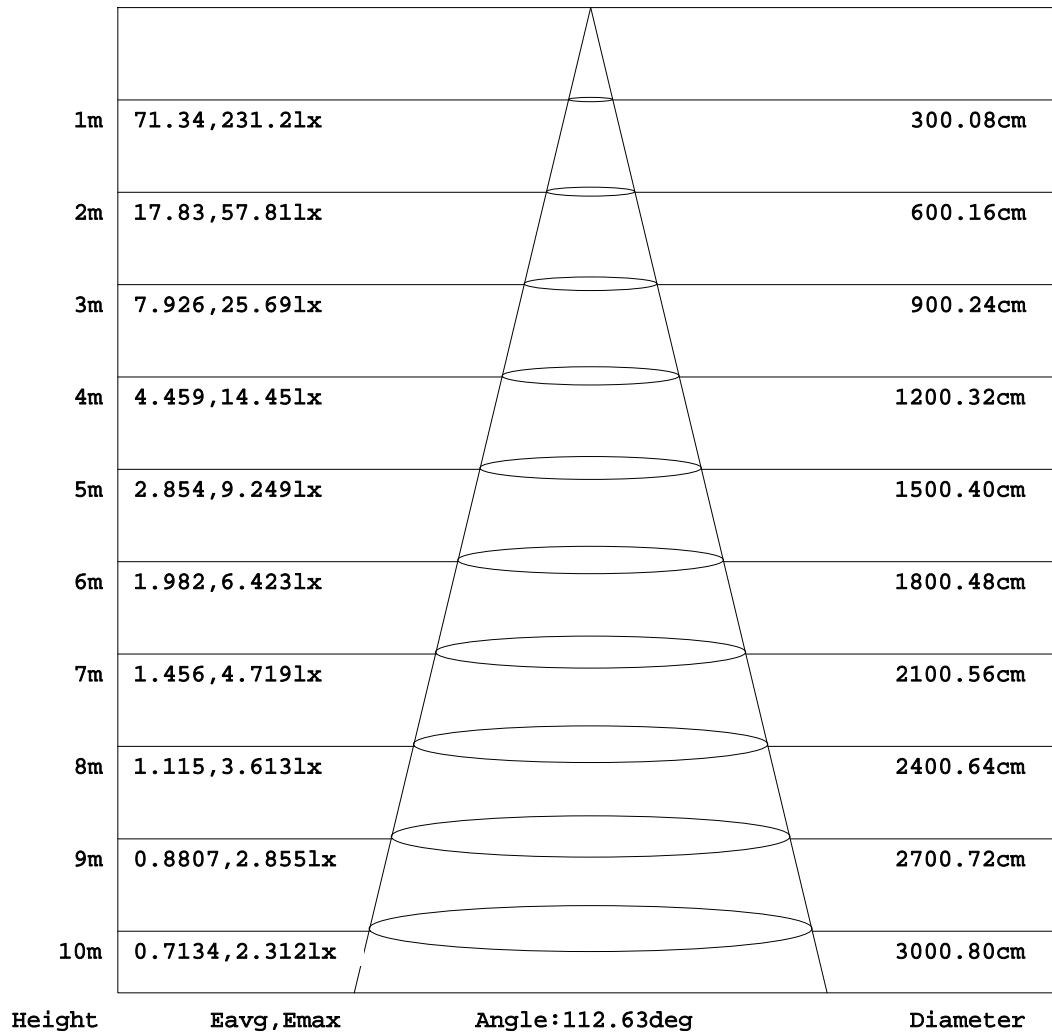 1m 71.34,231.2lx 300.08cm
2m 17.83,57.81lx 600.16cm
3m 7.926,25.69lx 900.24cm
4m 4.459,14.45lx 1200.32cm
5m 2.854,9.249lx 1500.40cm
6m 1.982,6.423lx 1800.48cm
7m 1.456,4.719lx 2100.56cm
8m 1.115,3.613lx 2400.64cm
9m 0.8807,2.855lx 2700.72cm
10m 0.7134,2.312lx 3000.80cm
Height Eavg,Emax Angle:112.63deg Diameter